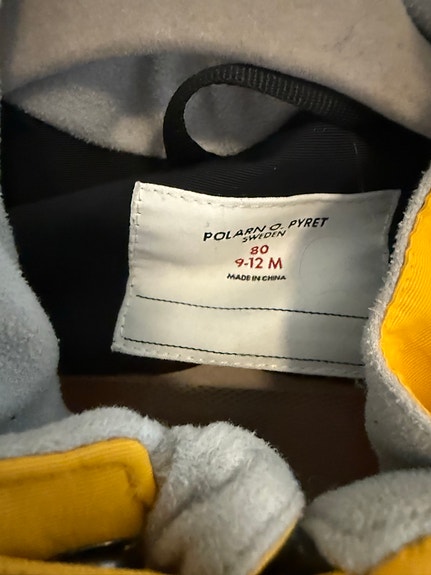 POLARN O. PYRET
SWEDEN
80
9-12 M
MADE IN CHINA